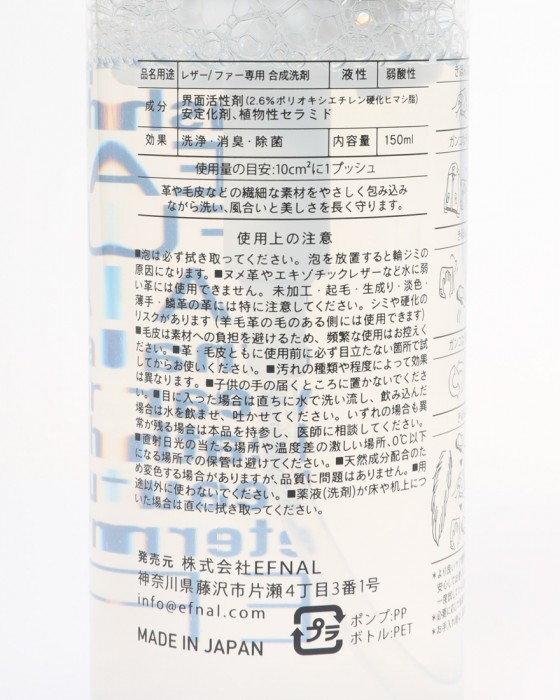 品名用途 レザー/ファー専用 合成洗剤 液性 弱酸性
成分 界面活性剤(2.6%ポリオキシエチレン硬化ヒマシ脂)
安定化剤、植物性セラミド
効果 洗浄・消臭・除菌 内容量 150ml
使用量の目安:10cm²に1プッシュ
革や毛皮などの繊細な素材をやさしく包み込み
ながら洗い、風合いと美しさを長く守ります。
使用上の注意
■泡は必ず拭き取ってください。泡を放置すると輪ジミの
原因になります。■ヌメ革やエキゾチックレザーなど水に弱
い革には使用できません。未加工・起毛・生成り・淡色・
薄手・鱗革の革には特に注意してください。シミや硬化の
リスクがあります(羊毛革の毛のある側には使用できます)
■毛皮は素材への負担を避けるため、頻繁な使用はお控えく
ださい。■革・毛皮ともに使用前に必ず目立たない箇所で試
してからお使いください。■汚れの種類や程度によって効果
は異なります。■子供の手の届くところに置かないでくださ
い。■目に入った場合は直ちに水で洗い流し、飲み込んだ
場合は水を飲ませ、吐かせてください。いずれの場合も異
常が残る場合は本品を持参し、医師に相談してください。
■直射日光の当たる場所や温度差の激しい場所、0℃以下
になる場所での保管は避けてください。■天然成分配合のた
め変色する場合がありますが、品質に問題はありません。■用
途以外に使わないでください。■薬液(洗剤)が床や机上につ
いた場合は直ぐに拭き取ってください。
発売元 株式会社EFNAL
神奈川県藤沢市片瀬4丁目3番1号
info@efnal.com
MADE IN JAPAN
プラ
ポンプ:PP
ボトル:PET